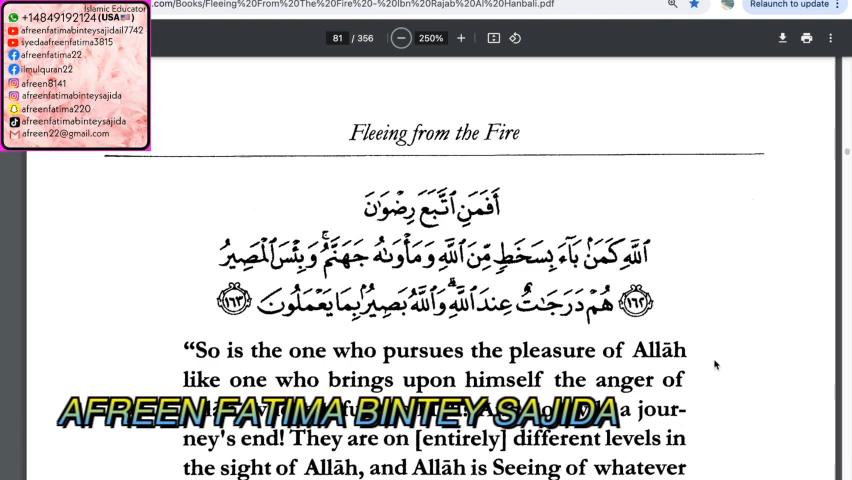 Islamic Educator
+14849192124 (USA🇺🇸)
afreenfatimabinteysajidail7742
syedaafreenfatima3815
afreenfatima22
ilmulquran22
afreen8141
afreenfatimabinteysajida
afreenfatima220
afreenfatimabinteysajida
afreen22@gmail.com
.com/Books/Fleeing%20From%20The%20Fire%20-%20Ibn%20Rajab%20Al%20Hanbali.pdf
Relaunch to update
81 / 356
250%
Fleeing from the Fire
أَفَمَنِ ٱتَّبَعَ رِضْوَٰنَ
ٱللَّهِ كَمَنۢ بَآءَ بِسَخَطٍ مِّنَ ٱللَّهِ وَمَأْوَىٰهُ جَهَنَّمُ ۚ وَبِئْسَ ٱلْمَصِيرُ
﴿١٦٢﴾ هُمْ دَرَجَـٰتٌ عِندَ ٱللَّهِ ۗ وَٱللَّهُ بَصِيرٌۢ بِمَا يَعْمَلُونَ ﴿١٦٣﴾
“So is the one who pursues the pleasure of Allāh
like one who brings upon himself the anger of
a jour-
AFREEN FATIMA BINTEY SAJIDA
ney's end! They are on [entirely] different levels in
the sight of Allāh, and Allāh is Seeing of whatever